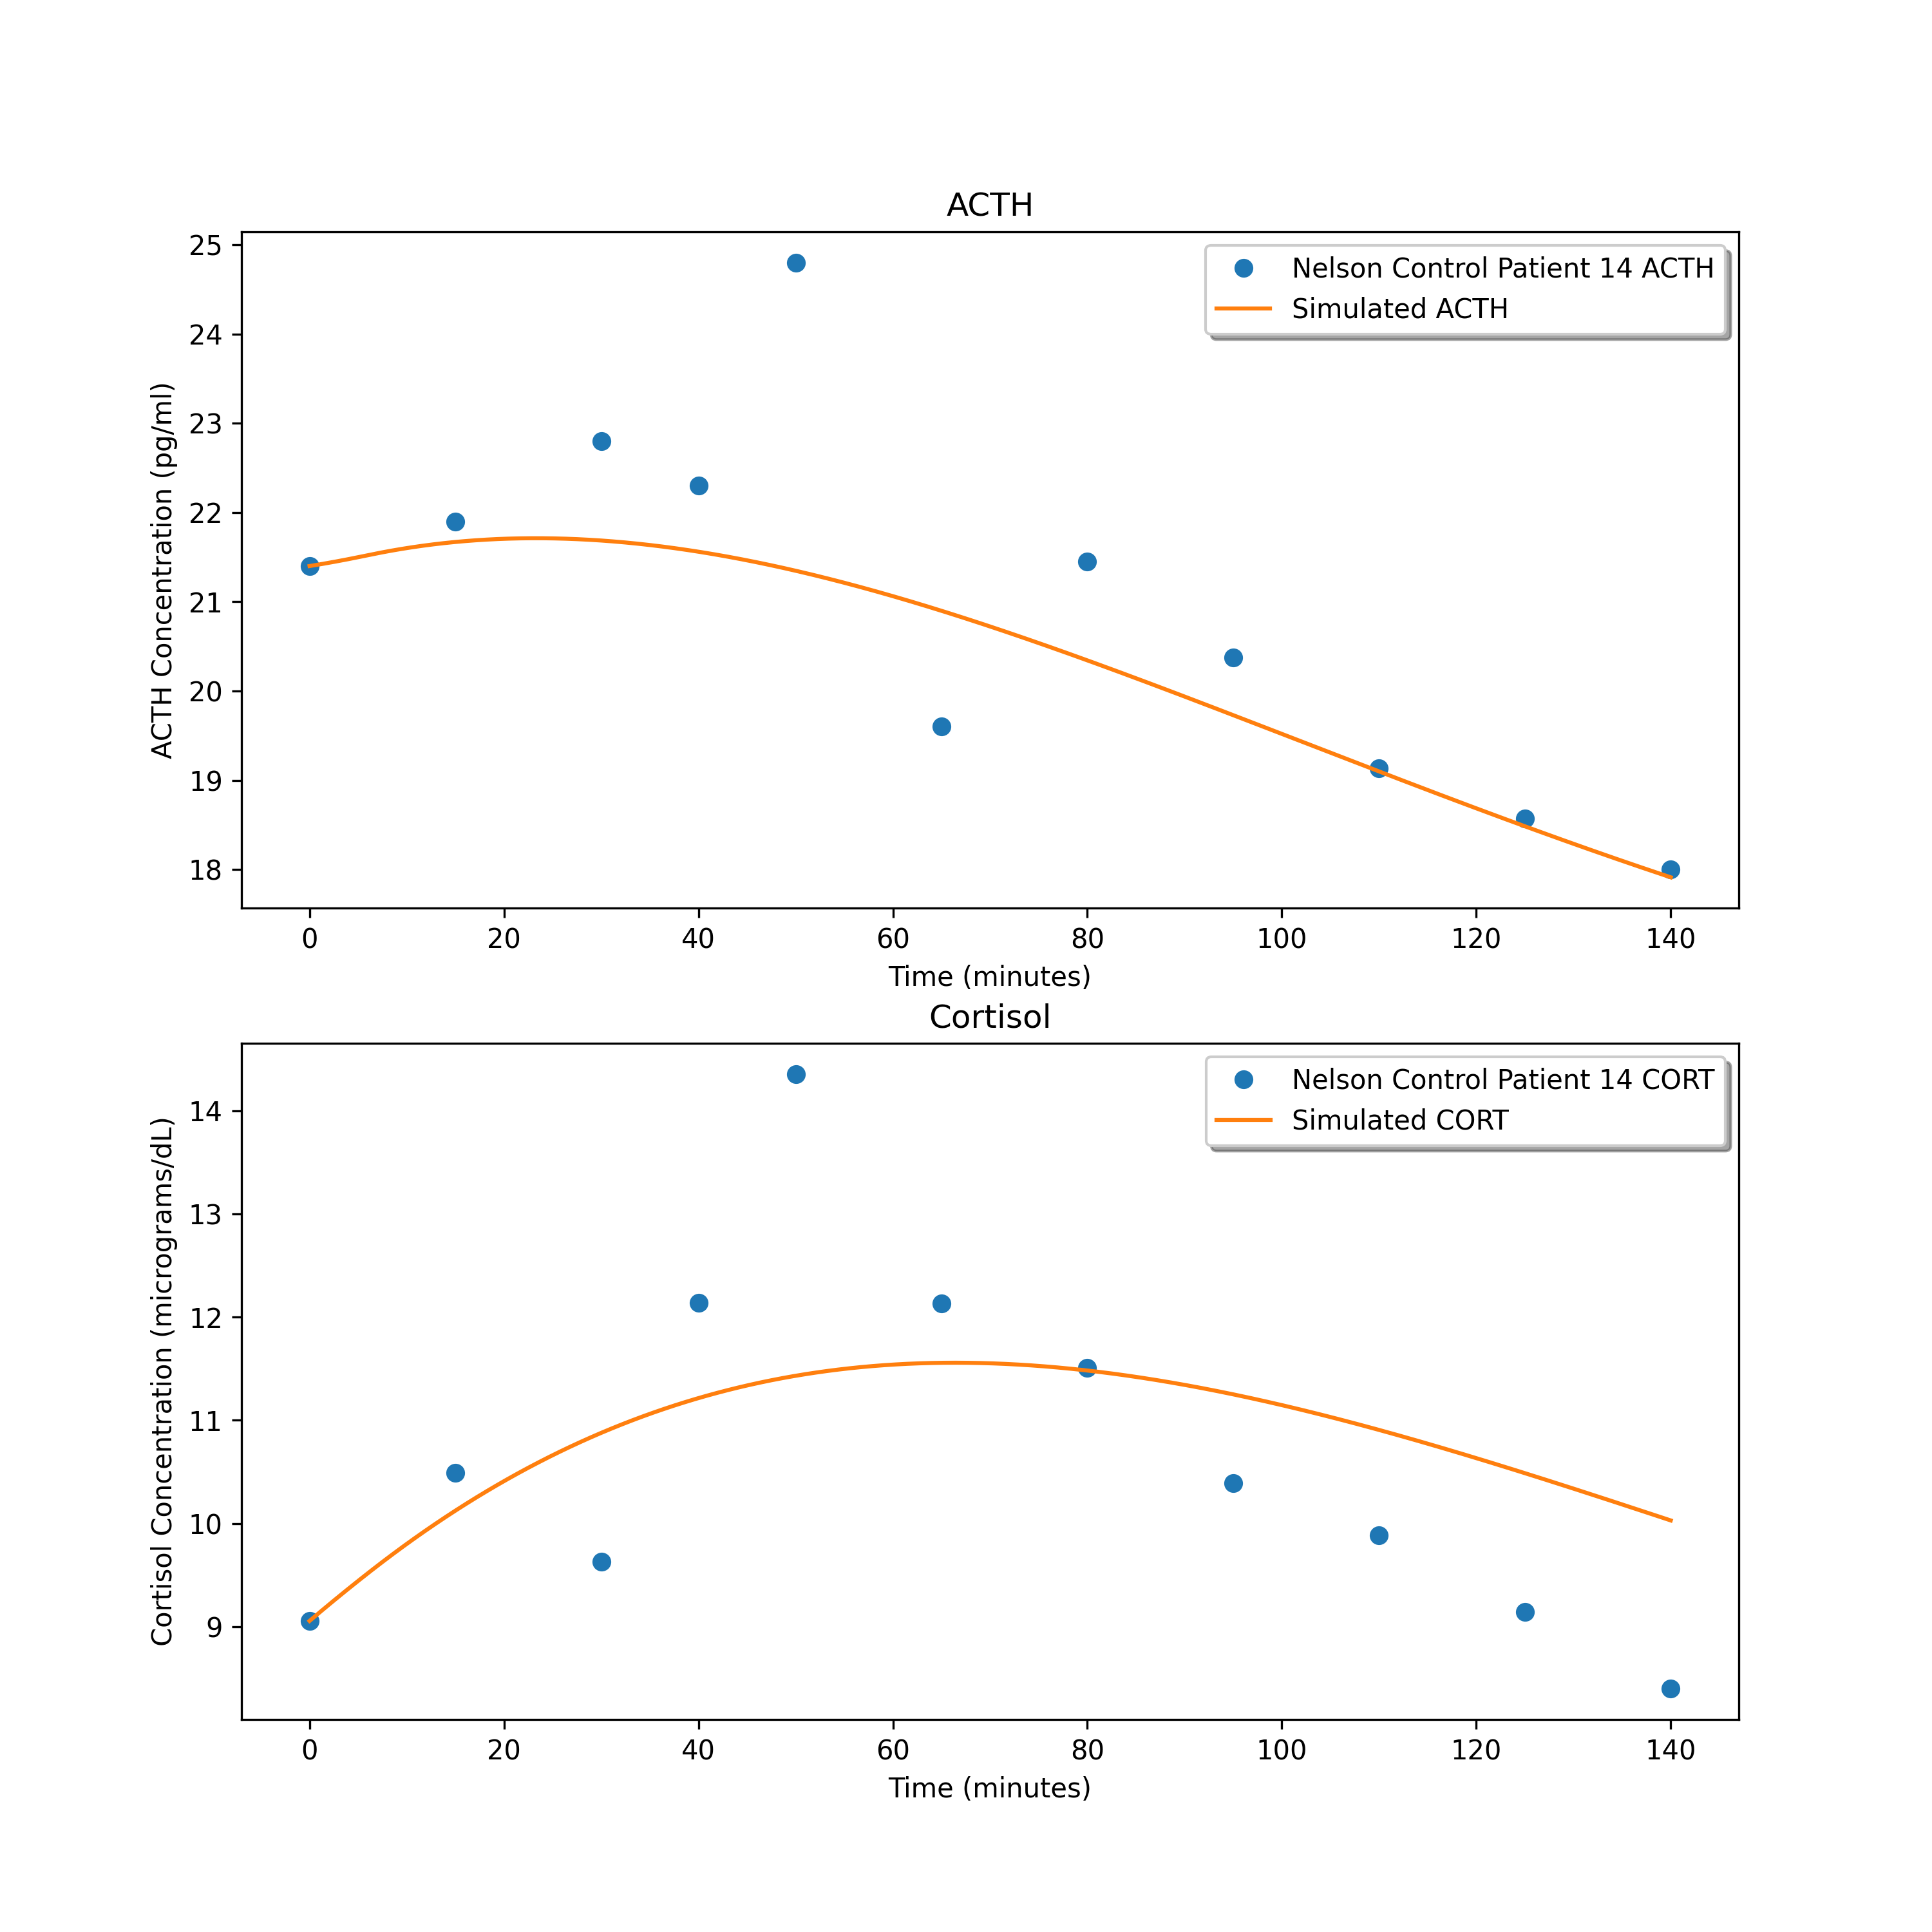 ACTH
25
24
23
22
21
20
19
18
ACTH Concentration (pg/ml)
Nelson Control Patient 14 ACTH
Simulated ACTH
0 20 40 60 80 100 120 140
Time (minutes)
Cortisol
14
13
12
11
10
9
Cortisol Concentration (micrograms/dL)
Nelson Control Patient 14 CORT
Simulated CORT
0 20 40 60 80 100 120 140
Time (minutes)